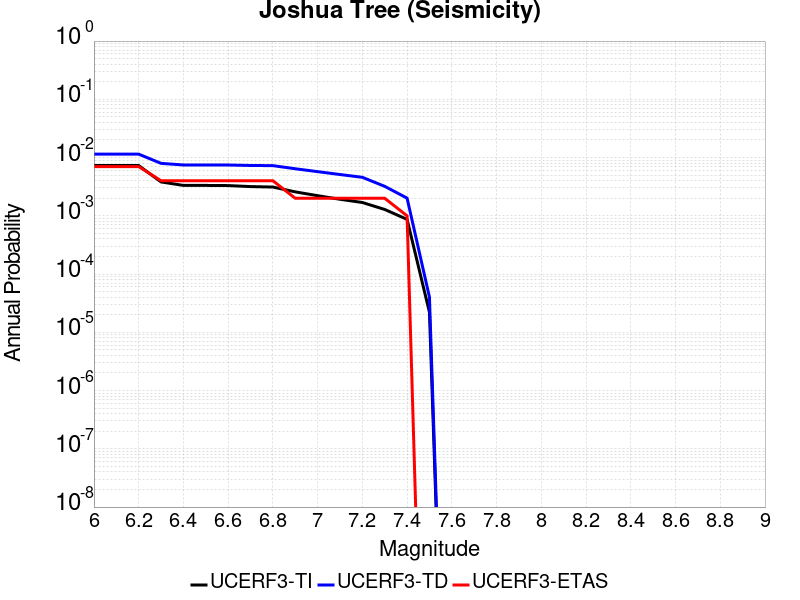 Joshua Tree (Seismicity)
Annual Probability
10^0
10^-1
10^-2
10^-3
10^-4
10^-5
10^-6
10^-7
10^-8
6 6.2 6.4 6.6 6.8 7 7.2 7.4 7.6 7.8 8 8.2 8.4 8.6 8.8 9
Magnitude
UCERF3-TI UCERF3-TD UCERF3-ETAS